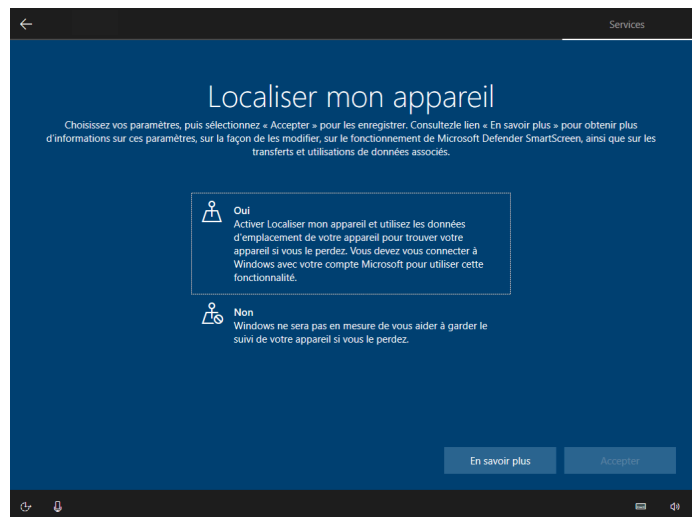 Services
Localiser mon appareil
Choisissez vos paramètres, puis sélectionnez « Accepter » pour les enregistrer. Consultezle lien « En savoir plus » pour obtenir plus
d'informations sur ces paramètres, sur la façon de les modifier, sur le fonctionnement de Microsoft Defender SmartScreen, ainsi que sur les
transferts et utilisations de données associés.
Oui
Activer Localiser mon appareil et utilisez les données
d'emplacement de votre appareil pour trouver votre
appareil si vous le perdez. Vous devez vous connecter à
Windows avec votre compte Microsoft pour utiliser cette
fonctionnalité.
Non
Windows ne sera pas en mesure de vous aider à garder le
suivi de votre appareil si vous le perdez.
En savoir plus
Accepter